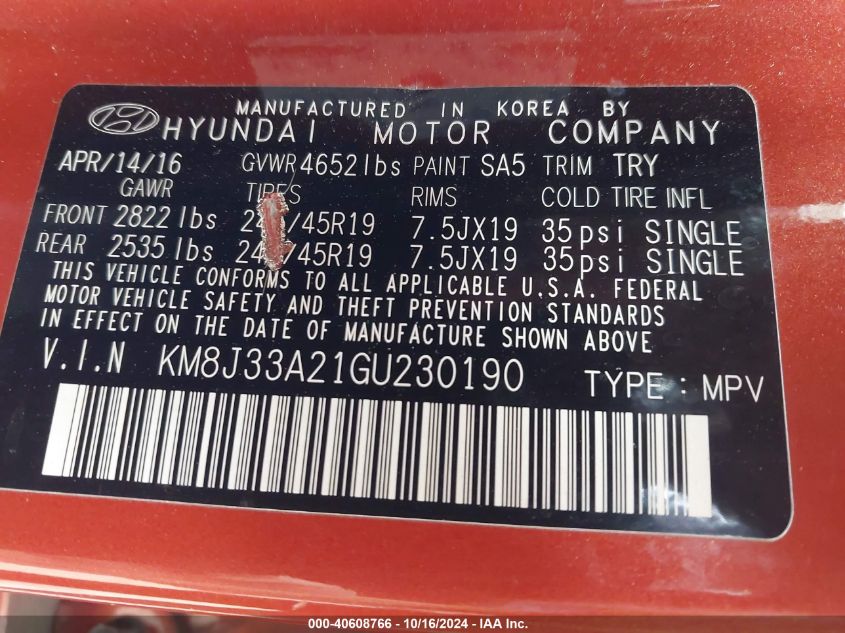 MANUFACTURED IN KOREA BY
HYUNDAI MOTOR COMPANY
APR/14/16 GVWR 4652lbs PAINT SA5 TRIM TRY
GAWR TIRES RIMS COLD TIRE INFL
FRONT 2822lbs /45R19 7.5JX19 35psi SINGLE
REAR 2535lbs /45R19 7.5JX19 35psi SINGLE
THIS VEHICLE CONFORMS TO ALL APPLICABLE U.S.A. FEDERAL
MOTOR VEHICLE SAFETY AND THEFT PREVENTION STANDARDS
IN EFFECT ON THE DATE OF MANUFACTURE SHOWN ABOVE
V.I.N KM8J33A21GU230190 TYPE : MPV
000-40608766 - 10/16/2024 - IAA Inc.